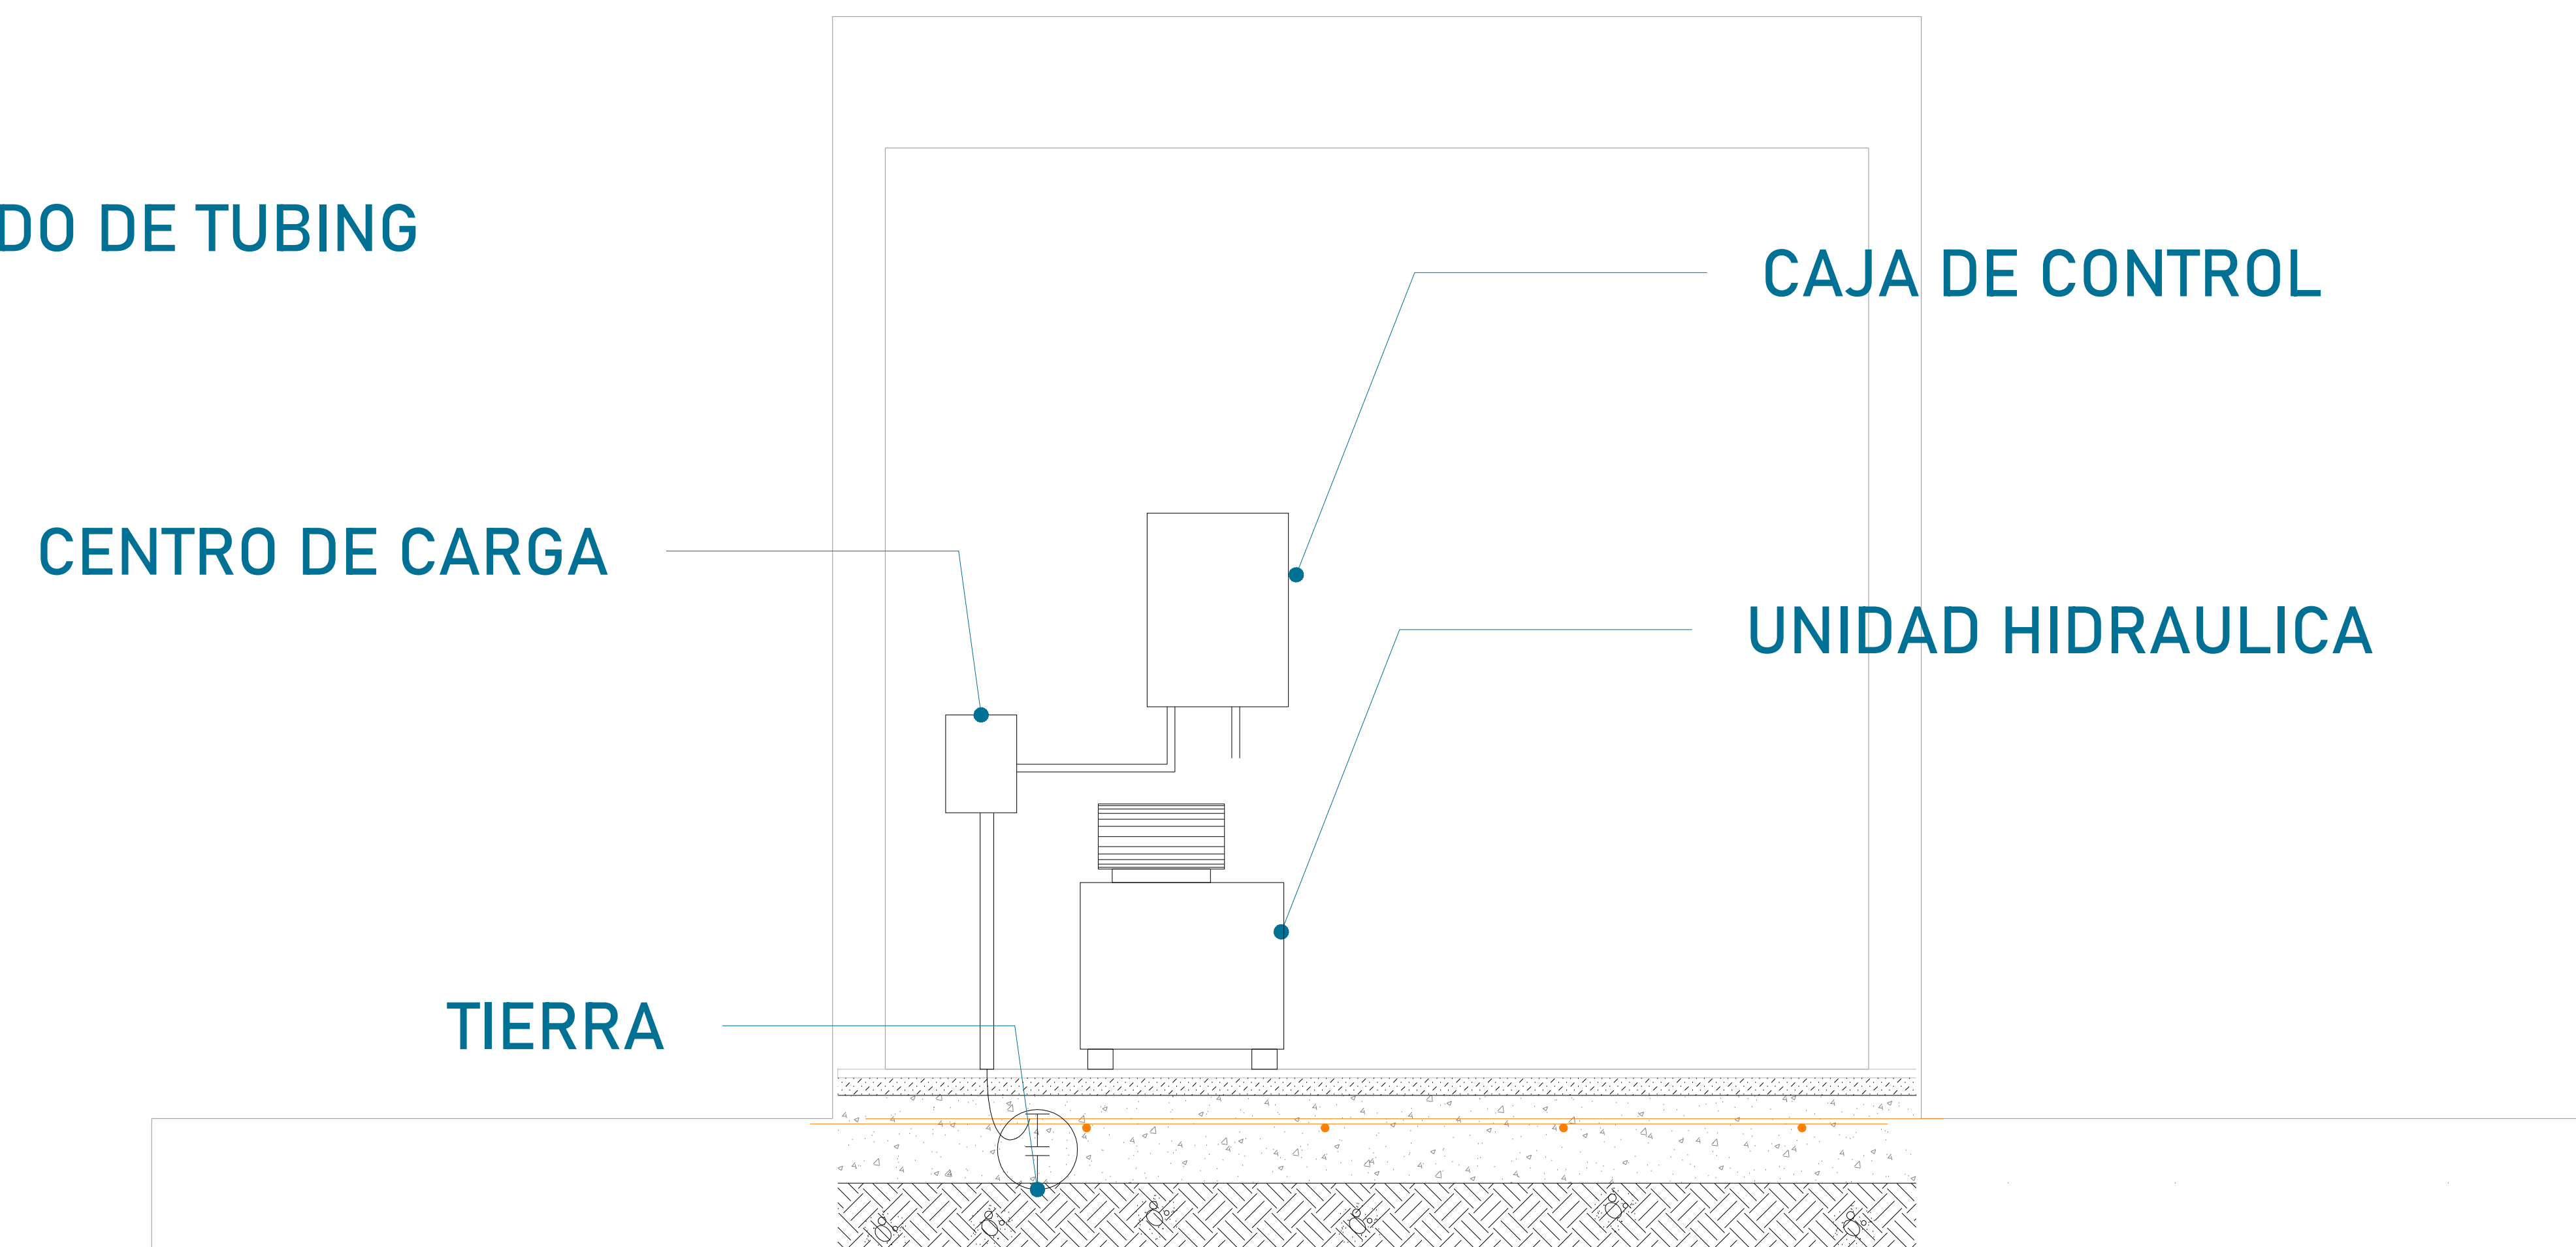 DO DE TUBING
CAJA DE CONTROL
CENTRO DE CARGA
UNIDAD HIDRAULICA
TIERRA